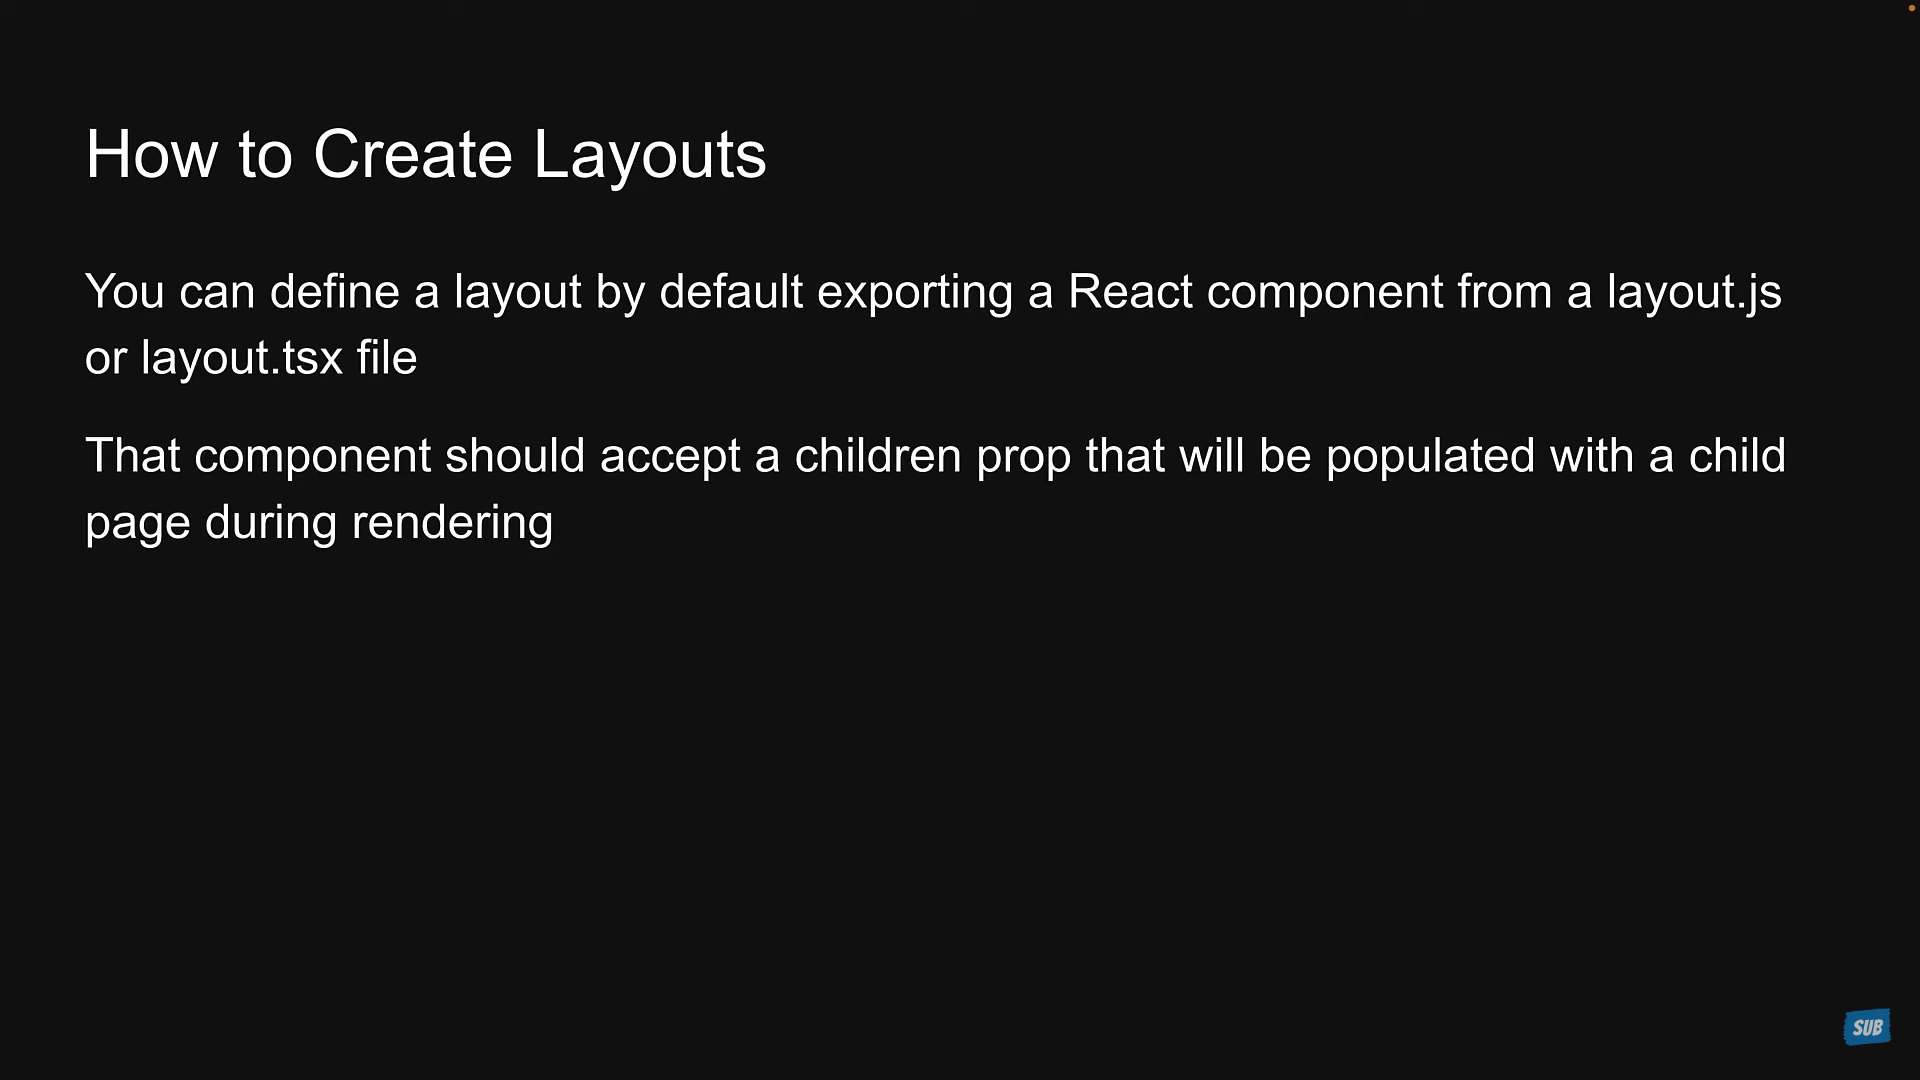 How to Create Layouts
You can define a layout by default exporting a React component from a layout.js
or layout.tsx file
That component should accept a children prop that will be populated with a child
page during rendering
SUB